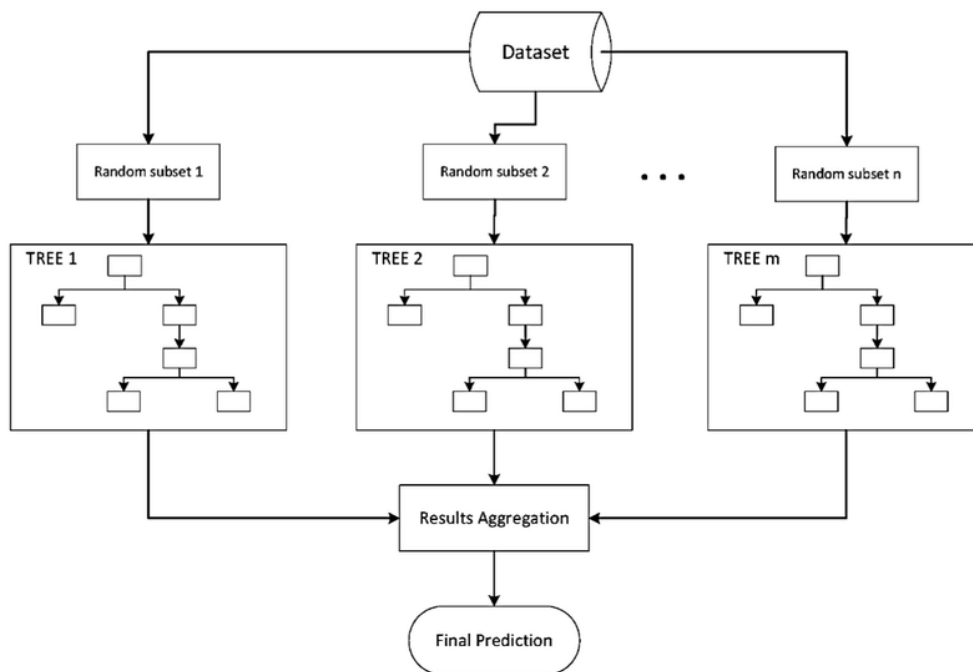 Dataset
Random subset 1
Random subset 2
. . .
Random subset n
TREE 1
TREE 2
TREE m
Results Aggregation
Final Prediction